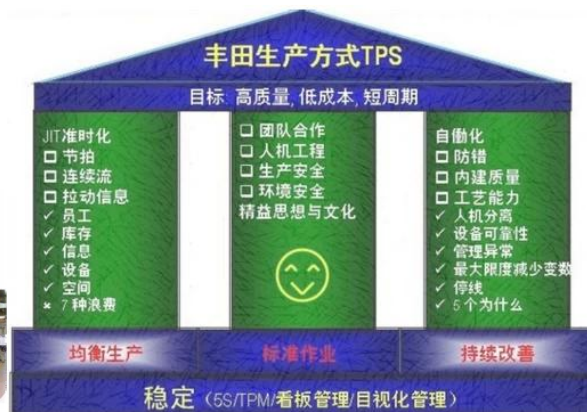 丰田生产方式TPS
目标: 高质量, 低成本, 短周期
JIT准时化
□ 节拍
□ 连续流
□ 拉动信息
✓ 员工
✓ 库存
✓ 信息
✓ 设备
✓ 空间
× 7种浪费
□ 团队合作
□ 人机工程
□ 生产安全
□ 环境安全
精益思想与文化
自働化
□ 防错
□ 内建质量
□ 工艺能力
✓ 人机分离
✓ 设备可靠性
✓ 管理异常
✓ 最大限度减少变数
✓ 停线
✓ 5个为什么
均衡生产
标准作业
持续改善
稳定（5S/TPM/看板管理/目视化管理）